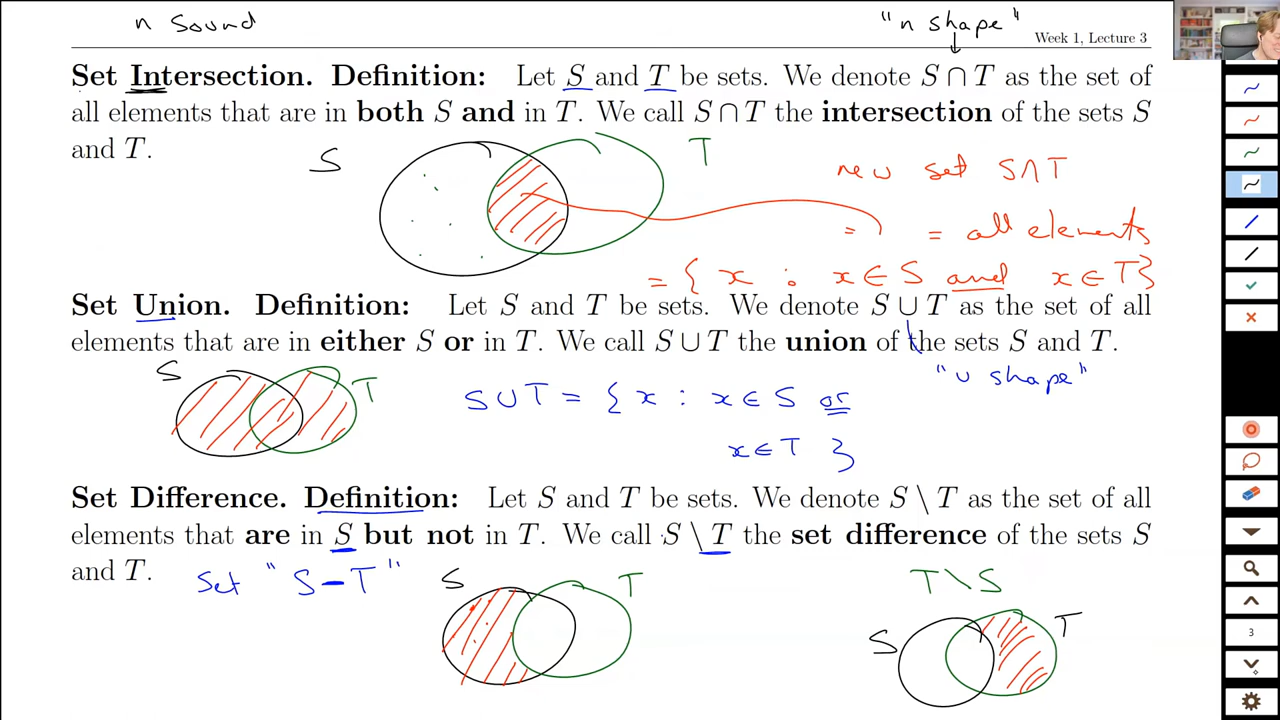 n Sound
"n shape"
Week 1, Lecture 3
Set Intersection. Definition: Let S and T be sets. We denote S ∩ T as the set of
all elements that are in both S and in T. We call S ∩ T the intersection of the sets S
and T.
S
T
new set S∩T
= = all elements
= { x : x ∈ S and x ∈ T}
Set Union. Definition: Let S and T be sets. We denote S ∪ T as the set of all
elements that are in either S or in T. We call S ∪ T the union of the sets S and T.
"u shape"
S
T
S∪T = { x : x ∈ S or
x ∈ T }
Set Difference. Definition: Let S and T be sets. We denote S \ T as the set of all
elements that are in S but not in T. We call S \ T the set difference of the sets S
and T.
Set "S-T"
S
T
T\S
S
T
3